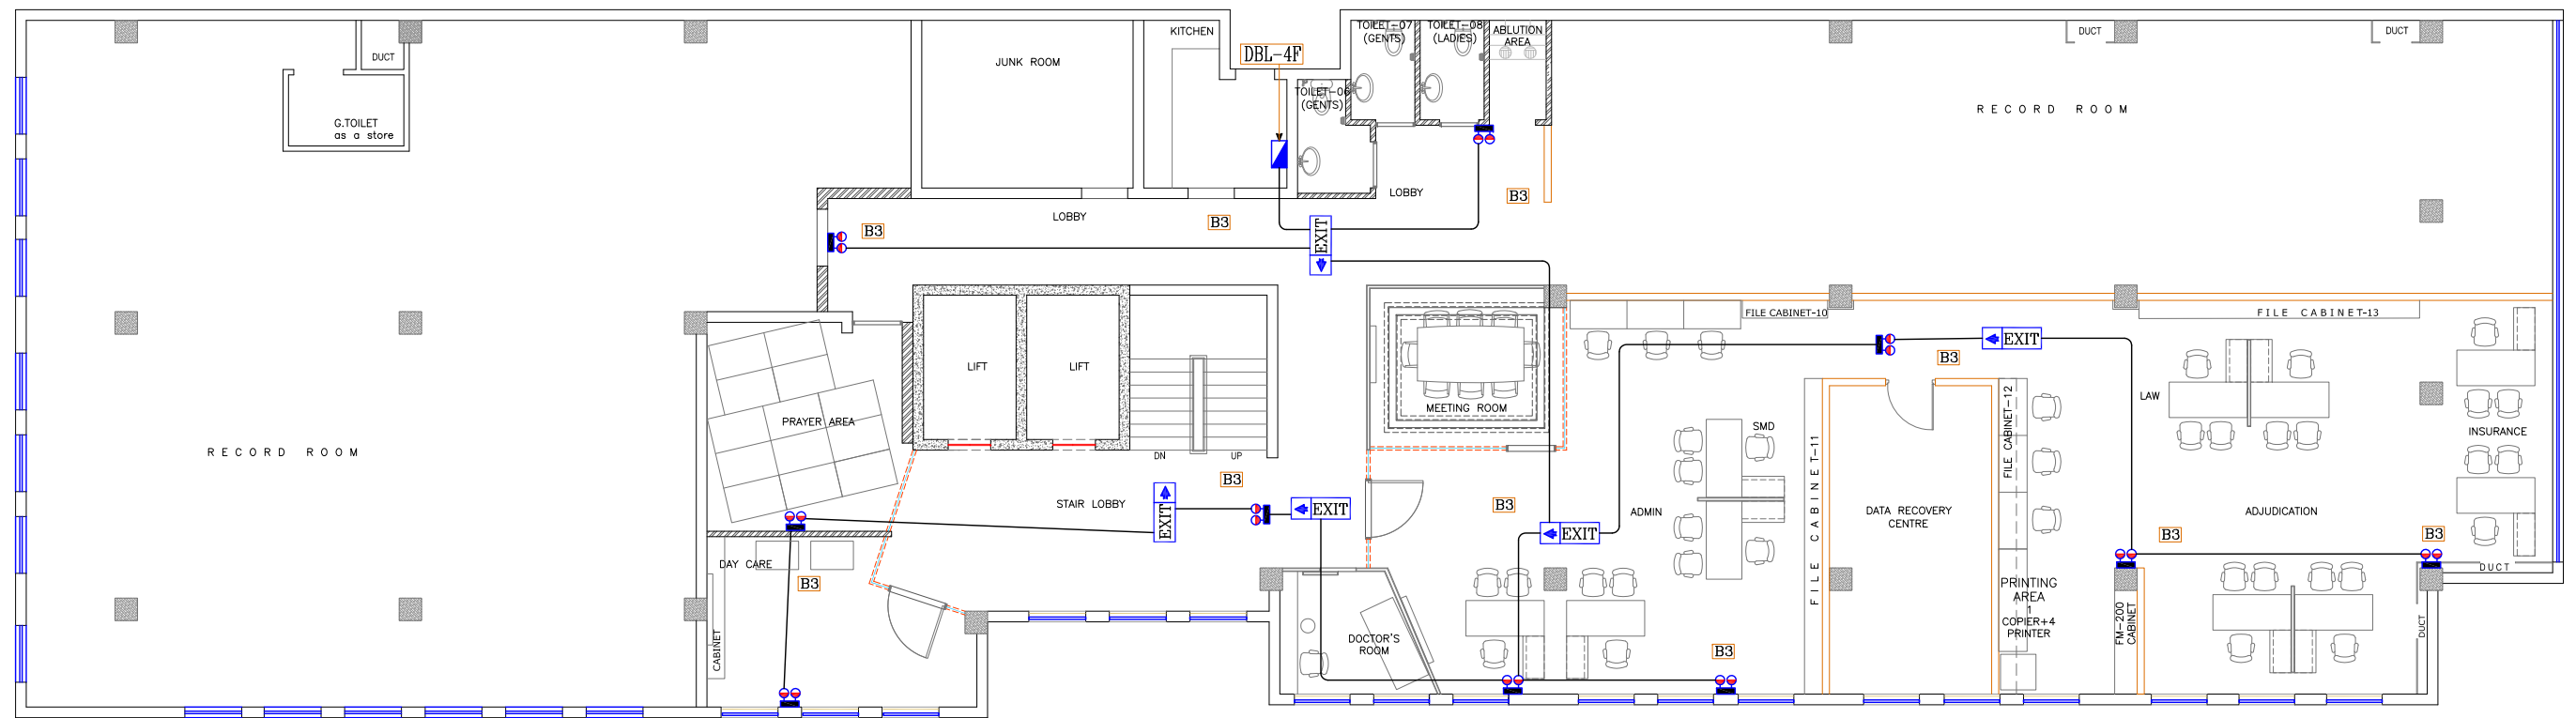 DUCT
G.TOILET
as a store
RECORD ROOM
JUNK ROOM
KITCHEN
DBL-4F
TOILET-06
(GENTS)
TOILET-07
(GENTS)
TOILET-08
(LADIES)
ABLUTION
AREA
LOBBY
LOBBY
B3
B3
B3
EXIT
DUCT
DUCT
RECORD ROOM
PRAYER AREA
LIFT
LIFT
DN
UP
B3
STAIR LOBBY
EXIT
EXIT
DAY CARE
B3
CABINET
MEETING ROOM
B3
EXIT
ADMIN
SMD
DOCTOR'S
ROOM
B3
FILE CABINET-10
FILE CABINET-11
DATA RECOVERY
CENTRE
B3
EXIT
FILE CABINET-12
PRINTING
AREA
1
COPIER+4
PRINTER
FM-200
CABINET
FILE CABINET-13
LAW
INSURANCE
ADJUDICATION
B3
B3
DUCT
DUCT